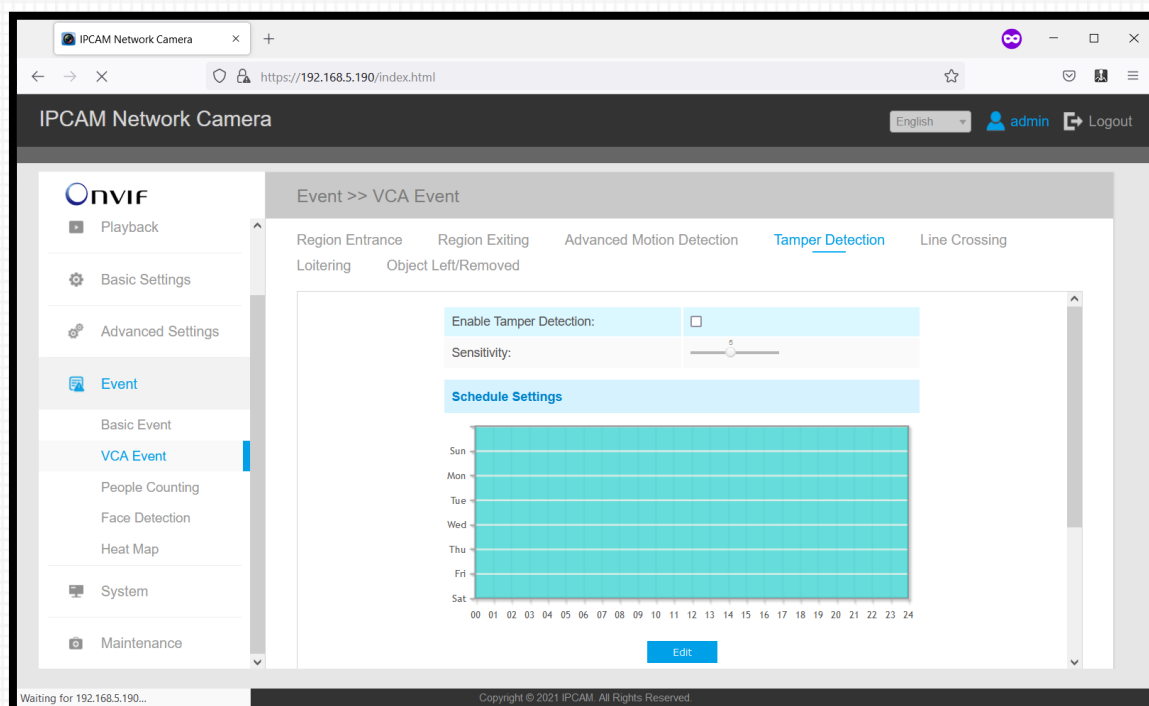 IPCAM Network Camera
https://192.168.5.190/index.html
IPCAM Network Camera
English
admin
Logout
Onvif
Playback
Basic Settings
Advanced Settings
Event
Basic Event
VCA Event
People Counting
Face Detection
Heat Map
System
Maintenance
Event >> VCA Event
Region Entrance Region Exiting Advanced Motion Detection Tamper Detection Line Crossing
Loitering Object Left/Removed
Enable Tamper Detection:
Sensitivity: 5
Schedule Settings
Sun
Mon
Tue
Wed
Thu
Fri
Sat
00 01 02 03 04 05 06 07 08 09 10 11 12 13 14 15 16 17 18 19 20 21 22 23 24
Edit
Waiting for 192.168.5.190...
Copyright © 2021 IPCAM. All Rights Reserved.